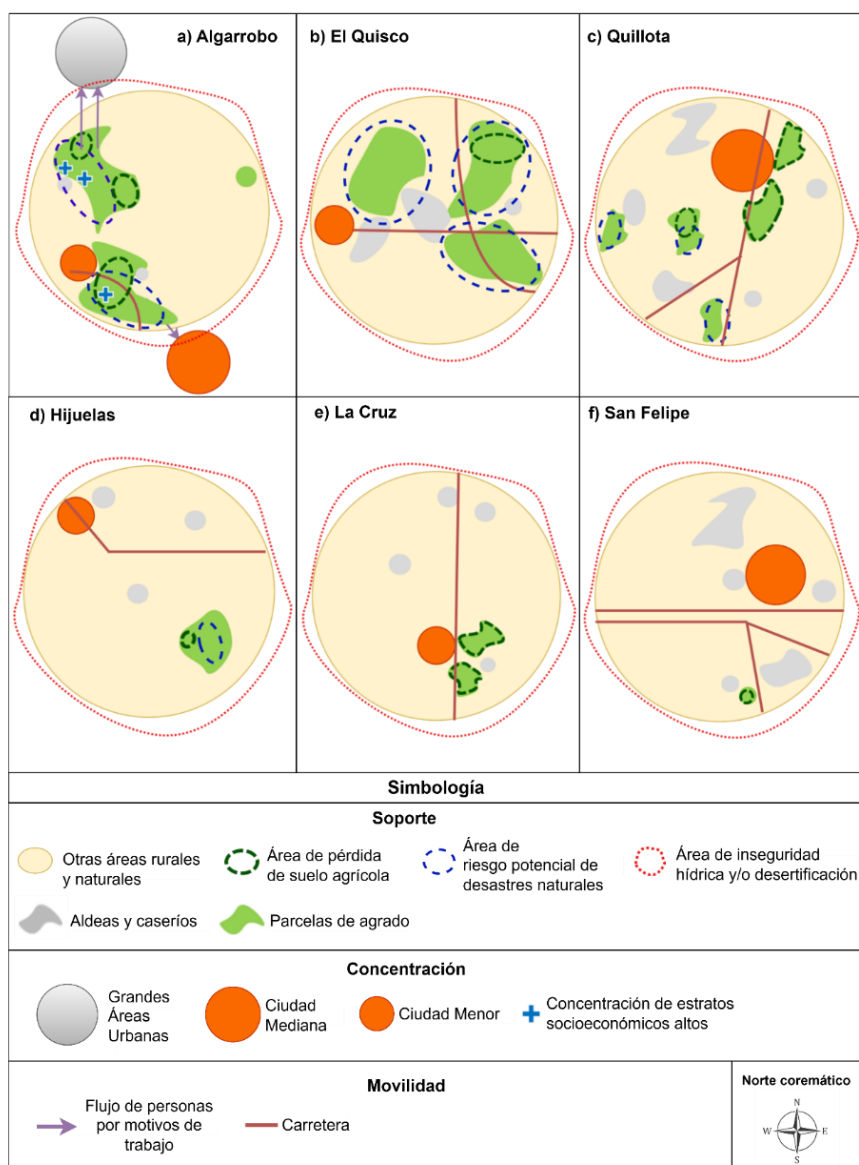 a) Algarrobo
b) El Quisco
c) Quillota
d) Hijuelas
e) La Cruz
f) San Felipe
Simbología
Soporte
Otras áreas rurales
y naturales
Área de pérdida
de suelo agrícola
Área de
riesgo potencial de
desastres naturales
Área de inseguridad
hídrica y/o desertificación
Aldeas y caseríos
Parcelas de agrado
Concentración
Grandes
Áreas
Urbanas
Ciudad
Mediana
Ciudad Menor
Concentración de estratos
socioeconómicos altos
Movilidad
Flujo de personas
por motivos de
trabajo
Carretera
Norte coremático
N
W
E
S